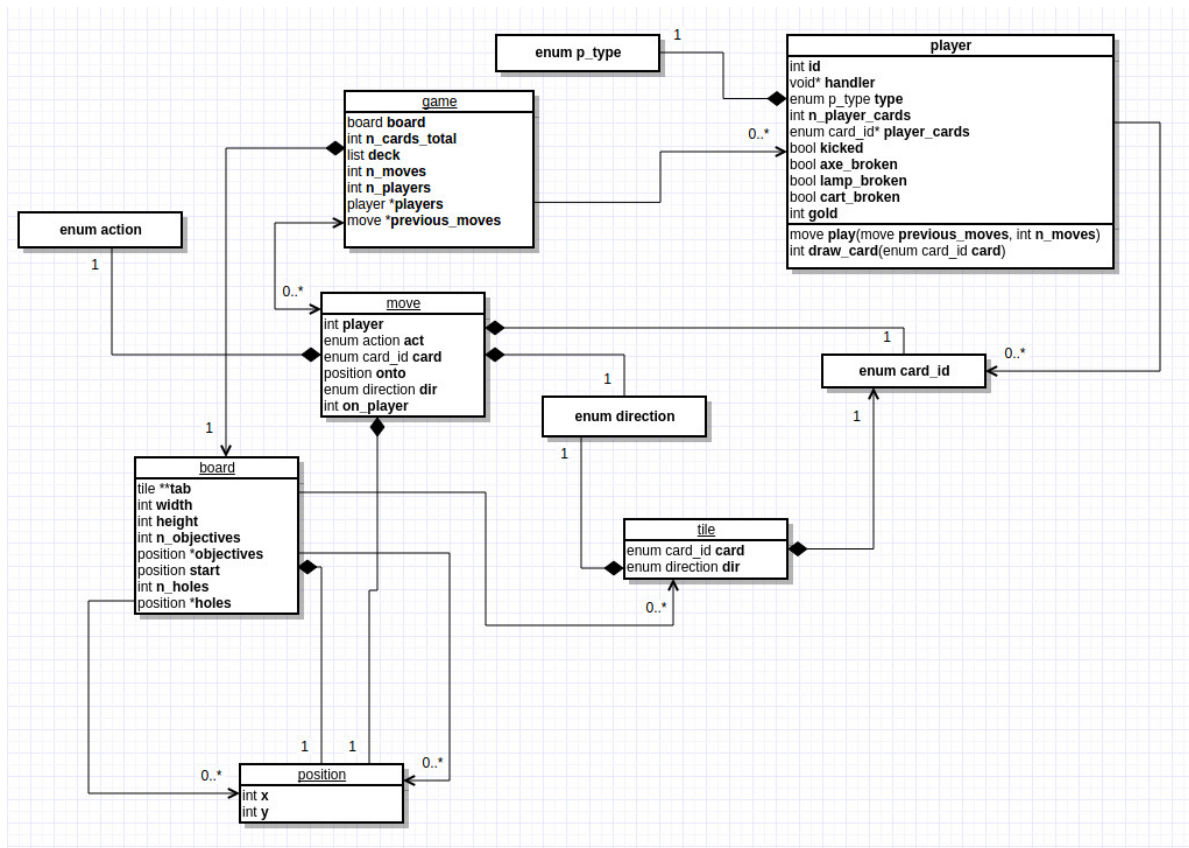 enum p_type
1
player
int id
void* handler
enum p_type type
int n_player_cards
enum card_id* player_cards
bool kicked
bool axe_broken
bool lamp_broken
bool cart_broken
int gold
move play(move previous_moves, int n_moves)
int draw_card(enum card_id card)
game
board board
int n_cards_total
list deck
int n_moves
int n_players
player *players
move *previous_moves
0..*
enum action
1
0..*
move
int player
enum action act
enum card_id card
position onto
enum direction dir
int on_player
1
0..*
enum card_id
1
enum direction
1
1
1
board
tile **tab
int width
int height
int n_objectives
position *objectives
position start
int n_holes
position *holes
tile
enum card_id card
enum direction dir
0..*
1
1
0..*
0..*
position
int x
int y